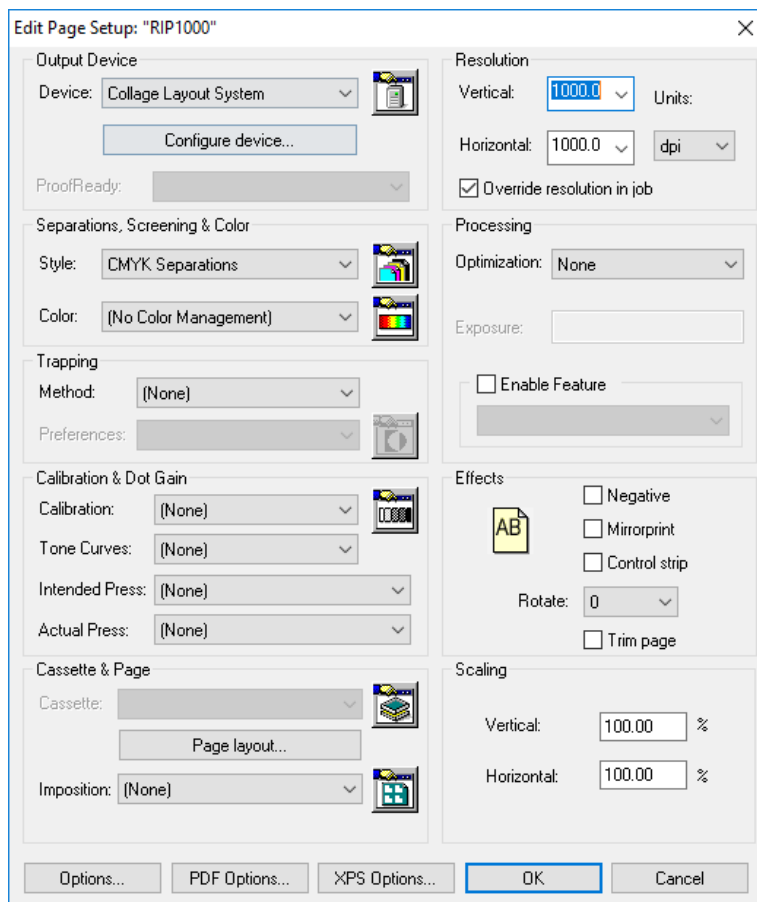 Edit Page Setup: "RIP1000"
Output Device
Device: Collage Layout System
Configure device...
ProofReady:
Separations, Screening & Color
Style: CMYK Separations
Color: (No Color Management)
Trapping
Method: (None)
Preferences:
Calibration & Dot Gain
Calibration: (None)
Tone Curves: (None)
Intended Press: (None)
Actual Press: (None)
Cassette & Page
Cassette:
Page layout...
Imposition: (None)
Resolution
Vertical: 1000.0 Units:
Horizontal: 1000.0 dpi
Override resolution in job
Processing
Optimization: None
Exposure:
Enable Feature
Effects
AB
Negative
Mirrorprint
Control strip
Rotate: 0
Trim page
Scaling
Vertical: 100.00 %
Horizontal: 100.00 %
Options... PDF Options... XPS Options... OK Cancel